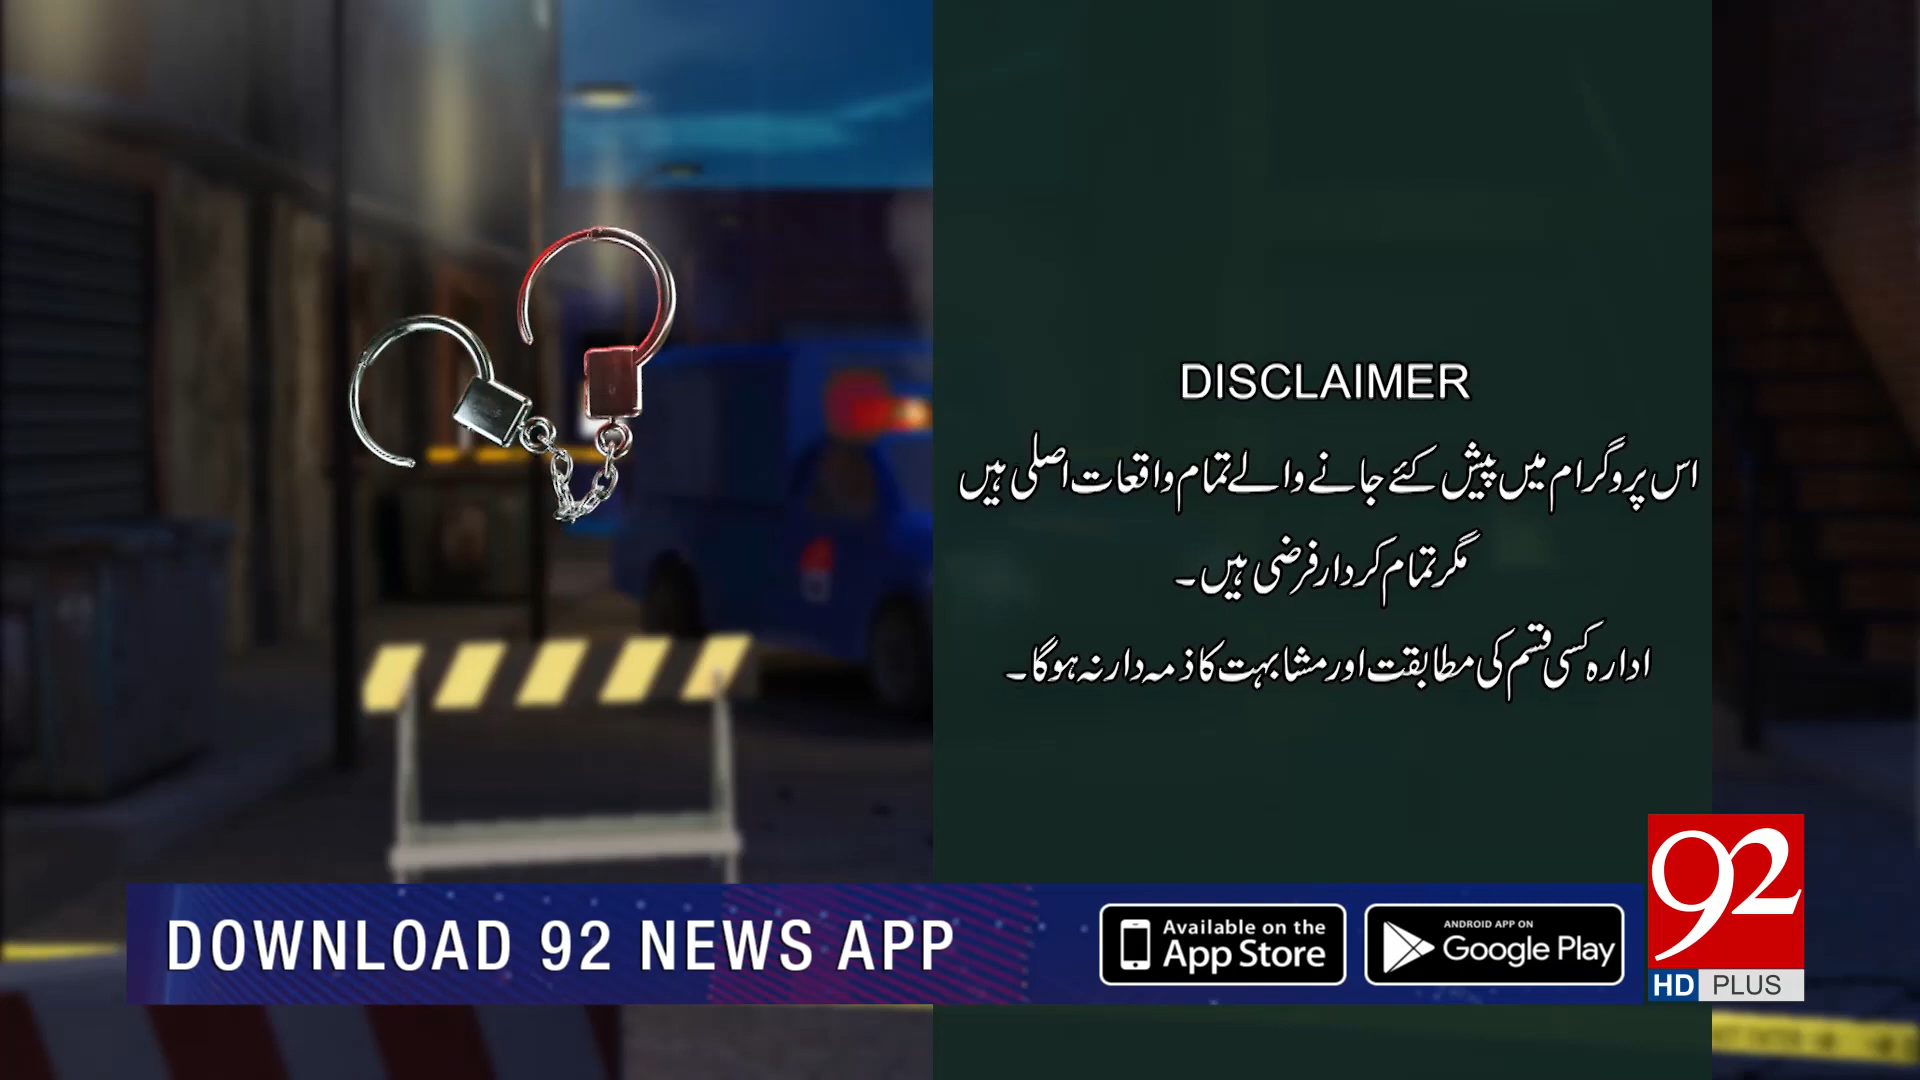 DISCLAIMER
اس پروگرام میں پیش کئے جانے والے تمام واقعات اصلی ہیں
مگر تمام کردار فرضی ہیں۔
ادارہ کسی قسم کی مطابقت اور مشابہت کا ذمہ دار نہ ہوگا۔
DOWNLOAD 92 NEWS APP
Available on the
App Store
ANDROID APP ON
Google Play
92
HD PLUS